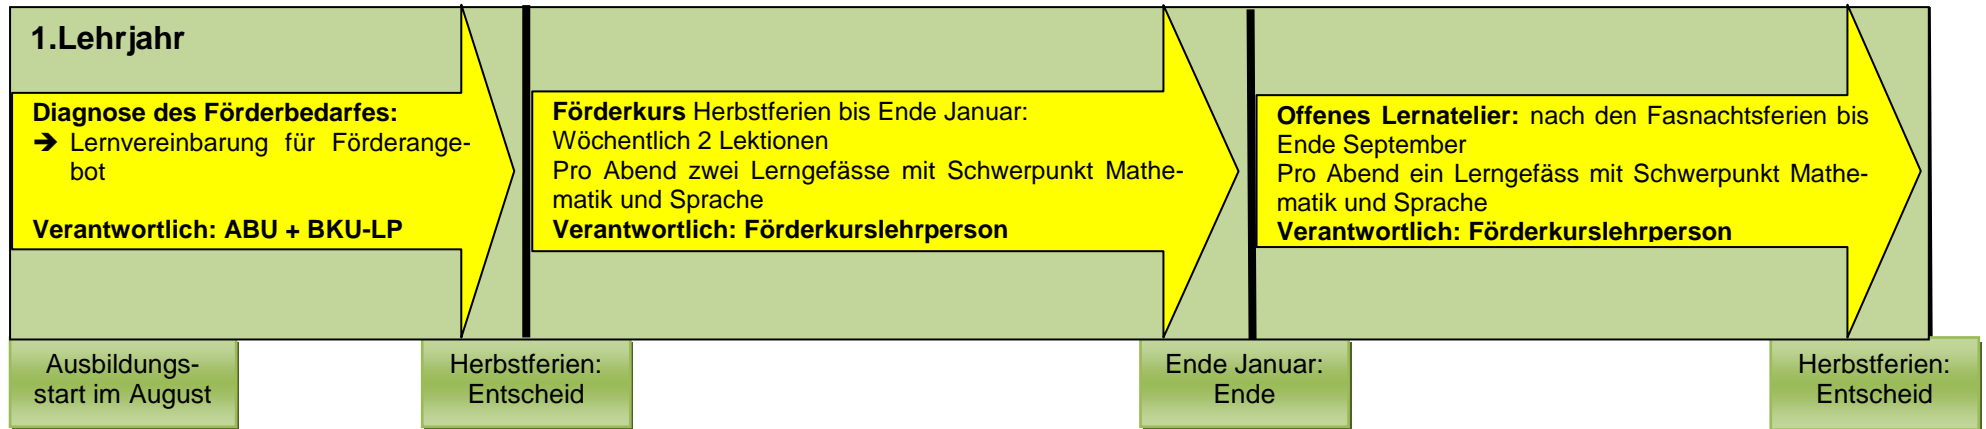 1.Lehrjahr
Diagnose des Förderbedarfes:
➔ Lernvereinbarung für Förderange-
bot
Verantwortlich: ABU + BKU-LP
Förderkurs Herbstferien bis Ende Januar:
Wöchentlich 2 Lektionen
Pro Abend zwei Lerngefässe mit Schwerpunkt Mathe-
matik und Sprache
Verantwortlich: Förderkurslehrperson
Offenes Lernatelier: nach den Fasnachtsferien bis
Ende September
Pro Abend ein Lerngefäss mit Schwerpunkt Mathe-
matik und Sprache
Verantwortlich: Förderkurslehrperson
Ausbildungs-
start im August
Herbstferien:
Entscheid
Ende Januar:
Ende
Herbstferien:
Entscheid